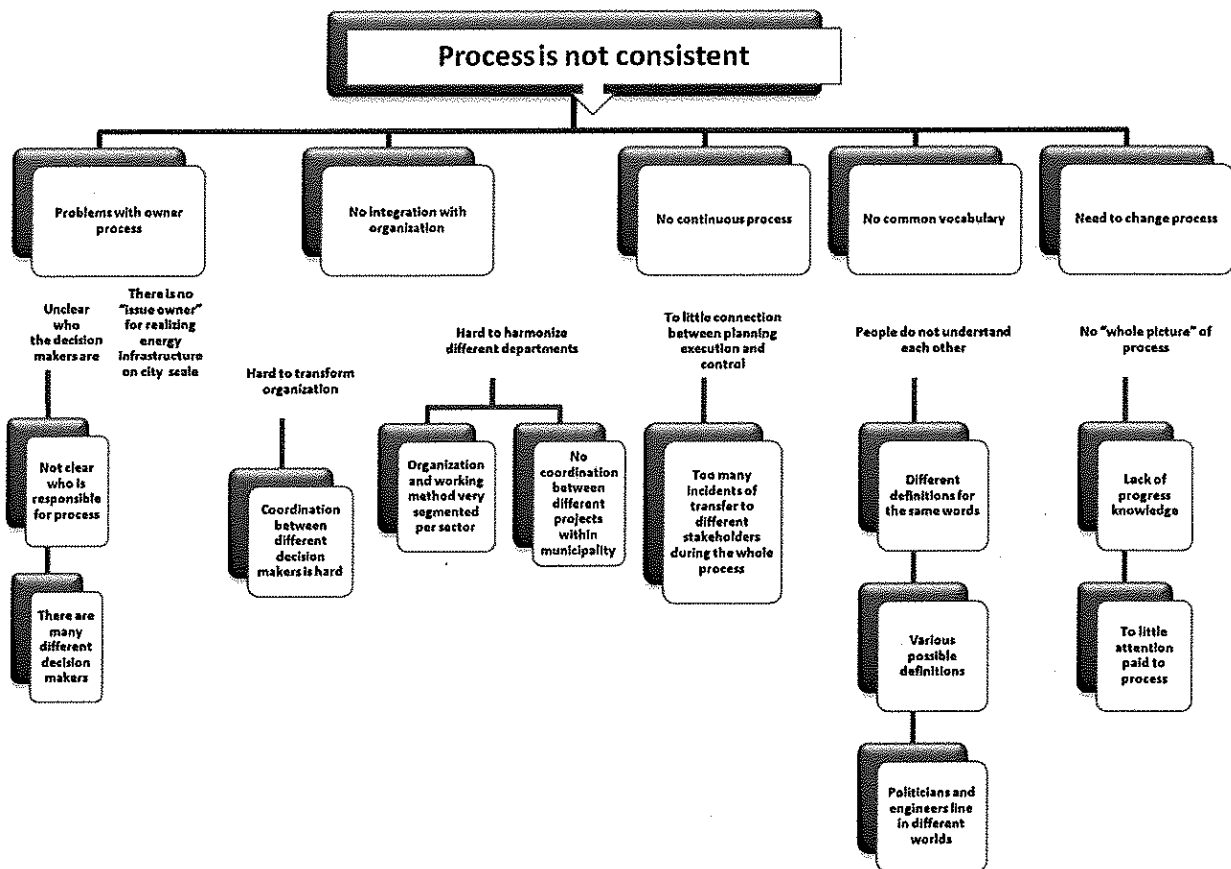 Process is not consistent
Problems with owner
process
No integration with
organization
No continuous process
No common vocabulary
Need to change process
Unclear
who
the decision
makers are
There is no
"issue owner"
for realizing
energy
infrastructure
on city scale
Hard to transform
organization
Hard to harmonize
different departments
To little connection
between planning
execution and
control
People do not understand
each other
No "whole picture" of
process
Not clear who is
responsible
for process
Coordination
between
different
decision
makers is hard
Organization
and working
method very
segmented
per sector
No
coordination
between
different
projects within
municipality
Too many
incidents of
transfer to
different
stakeholders
during the whole
process
Different
definitions for
the same words
Lack of
progress
knowledge
There are
many
different
decision
makers
Various
possible
definitions
To little
attention
paid to
process
Politicians and
engineers line
in different
worlds